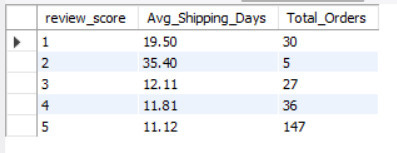 review_score Avg_Shipping_Days Total_Orders
1 19.50 30
2 35.40 5
3 12.11 27
4 11.81 36
5 11.12 147